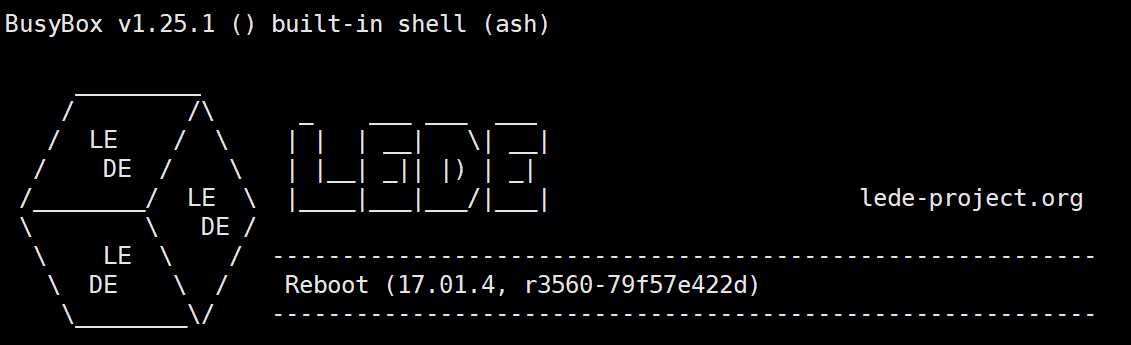 BusyBox v1.25.1 () built-in shell (ash)
LE
DE
LE
DE
LE
DE
LEDE
lede-project.org
Reboot (17.01.4, r3560-79f57e422d)